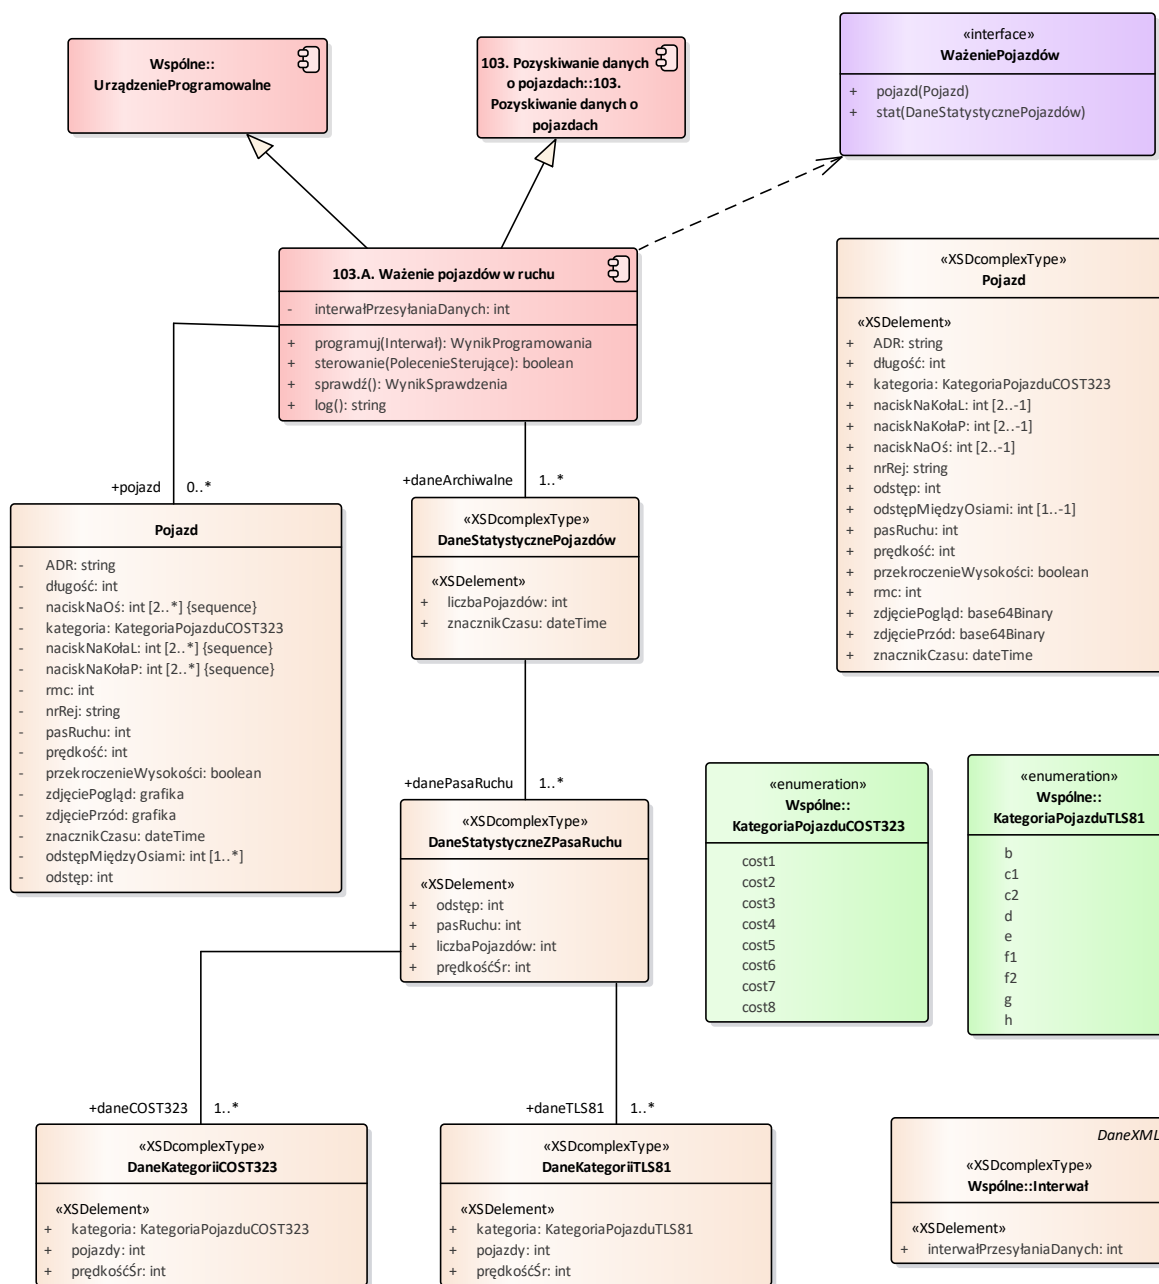 Wspólne::
UrządzenieProgramowalne
103. Pozyskiwanie danych
o pojazdach::103.
Pozyskiwanie danych o
pojazdach
«interface»
WażeniePojazdów
+ pojazd(Pojazd)
+ stat(DaneStatystycznePojazdów)
103.A. Ważenie pojazdów w ruchu
- interwałPrzesyłaniaDanych: int
+ programuj(Interwał): WynikProgramowania
+ sterowanie(PolecenieSterujące): boolean
+ sprawdź(): WynikSprawdzenia
+ log(): string
«XSDcomplexType»
Pojazd
«XSDelement»
+ ADR: string
+ długość: int
+ kategoria: KategoriaPojazduCOST323
+ naciskNaKołaL: int [2..-1]
+ naciskNaKołaP: int [2..-1]
+ naciskNaOś: int [2..-1]
+ nrRej: string
+ odstęp: int
+ odstępMiędzyOsiami: int [1..-1]
+ pasRuchu: int
+ prędkość: int
+ przekroczenieWysokości: boolean
+ rmc: int
+ zdjęciePogląd: base64Binary
+ zdjęciePrzód: base64Binary
+ znacznikCzasu: dateTime
+pojazd 0..*
+daneArchiwalne 1..*
Pojazd
- ADR: string
- długość: int
- naciskNaOś: int [2..*] {sequence}
- kategoria: KategoriaPojazduCOST323
- naciskNaKołaL: int [2..*] {sequence}
- naciskNaKołaP: int [2..*] {sequence}
- rmc: int
- nrRej: string
- pasRuchu: int
- prędkość: int
- przekroczenieWysokości: boolean
- zdjęciePogląd: grafika
- zdjęciePrzód: grafika
- znacznikCzasu: dateTime
- odstępMiędzyOsiami: int [1..*]
- odstęp: int
«XSDcomplexType»
DaneStatystycznePojazdów
«XSDelement»
+ liczbaPojazdów: int
+ znacznikCzasu: dateTime
+danePasaRuchu 1..*
«XSDcomplexType»
DaneStatystyczneZPasaRuchu
«XSDelement»
+ odstęp: int
+ pasRuchu: int
+ liczbaPojazdów: int
+ prędkośćŚr: int
«enumeration»
Wspólne::
KategoriaPojazduCOST323
cost1
cost2
cost3
cost4
cost5
cost6
cost7
cost8
«enumeration»
Wspólne::
KategoriaPojazduTLS81
b
c1
c2
d
e
f1
f2
g
h
+daneCOST323 1..*
+daneTLS81 1..*
«XSDcomplexType»
DaneKategoriiCOST323
«XSDelement»
+ kategoria: KategoriaPojazduCOST323
+ pojazdy: int
+ prędkośćŚr: int
«XSDcomplexType»
DaneKategoriiTLS81
«XSDelement»
+ kategoria: KategoriaPojazduTLS81
+ pojazdy: int
+ prędkośćŚr: int
DaneXML
«XSDcomplexType»
Wspólne::Interwał
«XSDelement»
+ interwałPrzesyłaniaDanych: int